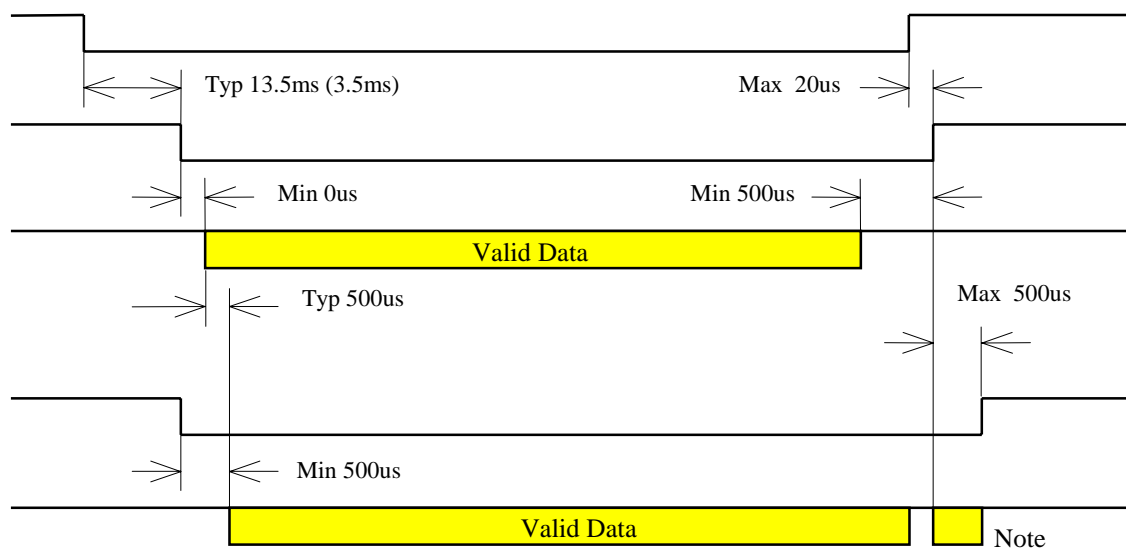 Typ 13.5ms (3.5ms)
Max  20us
Min 0us
Min 500us
Valid Data
Typ 500us
Max  500us
Min 500us
Valid Data
Note